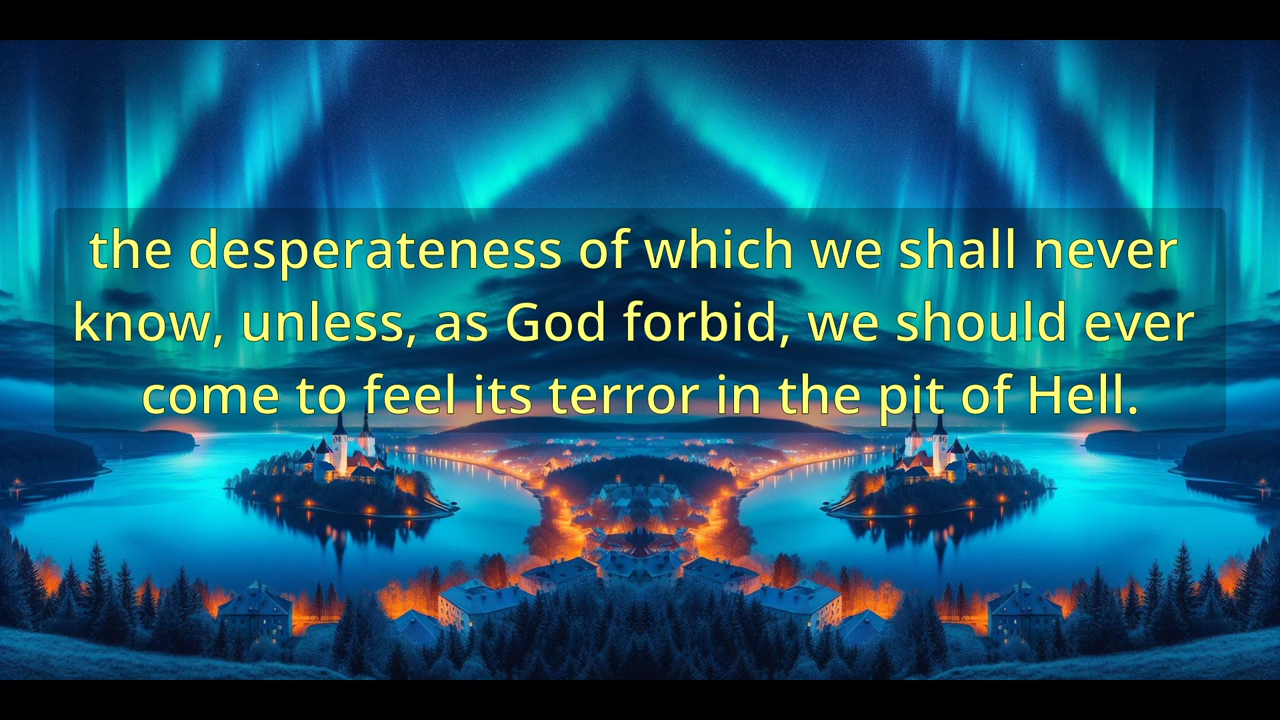 the desperateness of which we shall never
know, unless, as God forbid, we should ever
come to feel its terror in the pit of Hell.